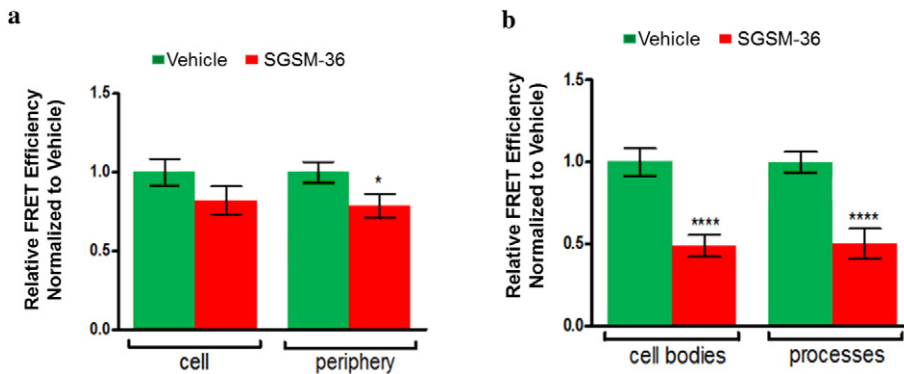 a
Vehicle SGSM-36
Relative FRET Efficiency
Normalized to Vehicle)
1.5
1.0
0.5
0.0
*
cell periphery
b
Vehicle SGSM-36
Relative FRET Efficiency
Normalized to Vehicle)
1.5
1.0
0.5
0.0
**** ****
cell bodies processes